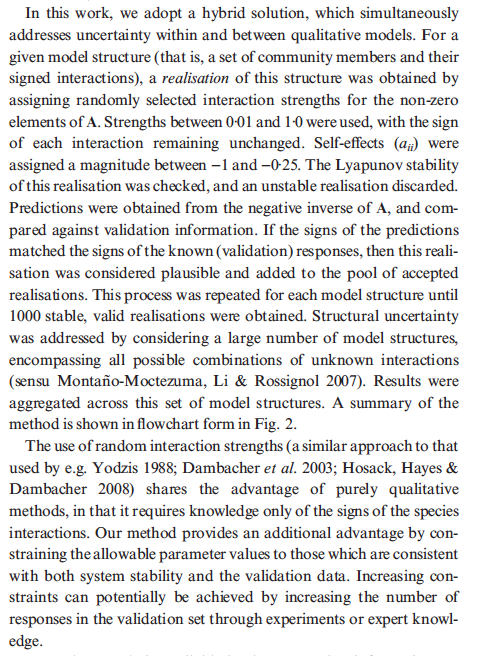 In this work, we adopt a hybrid solution, which simultaneously
addresses uncertainty within and between qualitative models. For a
given model structure (that is, a set of community members and their
signed interactions), a realisation of this structure was obtained by
assigning randomly selected interaction strengths for the non-zero
elements of A. Strengths between 0·01 and 1·0 were used, with the sign
of each interaction remaining unchanged. Self-effects (aii) were
assigned a magnitude between −1 and −0·25. The Lyapunov stability
of this realisation was checked, and an unstable realisation discarded.
Predictions were obtained from the negative inverse of A, and com-
pared against validation information. If the signs of the predictions
matched the signs of the known (validation) responses, then this reali-
sation was considered plausible and added to the pool of accepted
realisations. This process was repeated for each model structure until
1000 stable, valid realisations were obtained. Structural uncertainty
was addressed by considering a large number of model structures,
encompassing all possible combinations of unknown interactions
(sensu Montaño-Moctezuma, Li & Rossignol 2007). Results were
aggregated across this set of model structures. A summary of the
method is shown in flowchart form in Fig. 2.
The use of random interaction strengths (a similar approach to that
used by e.g. Yodzis 1988; Dambacher et al. 2003; Hosack, Hayes &
Dambacher 2008) shares the advantage of purely qualitative
methods, in that it requires knowledge only of the signs of the species
interactions. Our method provides an additional advantage by con-
straining the allowable parameter values to those which are consistent
with both system stability and the validation data. Increasing con-
straints can potentially be achieved by increasing the number of
responses in the validation set through experiments or expert knowl-
edge.